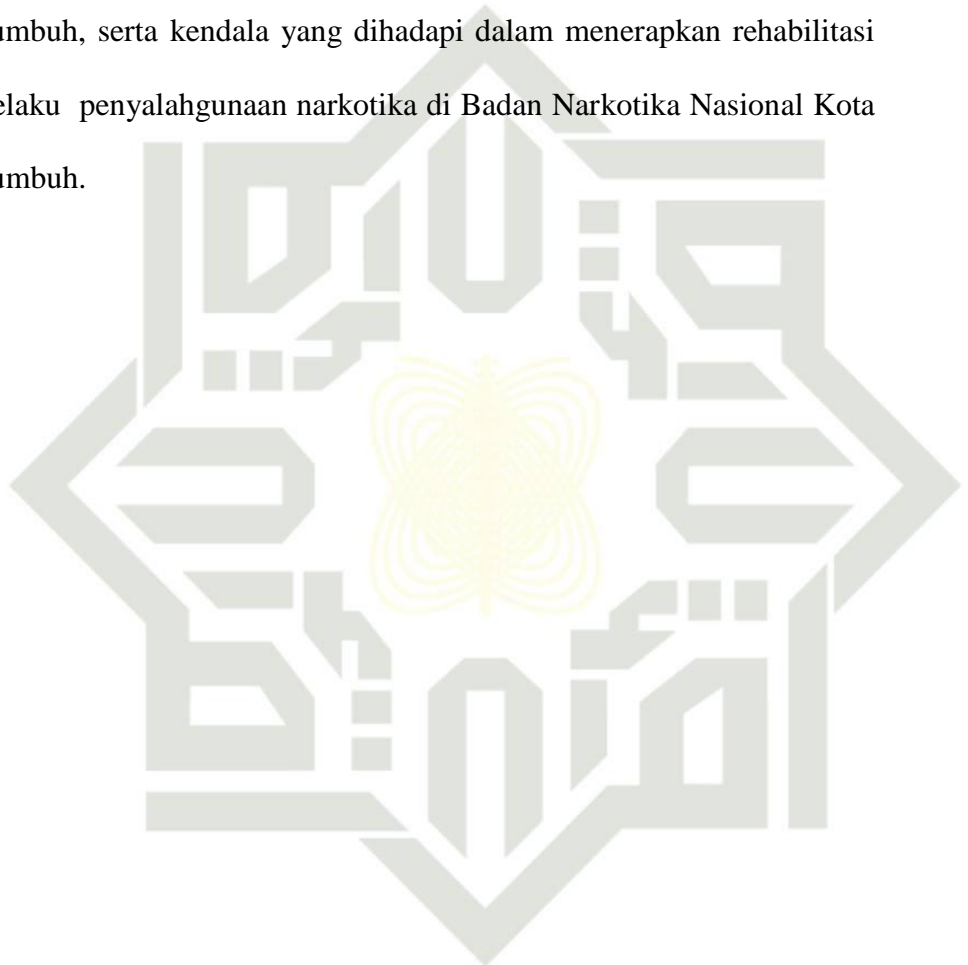 umbuh, serta kendala yang dihadapi dalam menerapkan rehabilitasi
elaku penyalahgunaan narkotika di Badan Narkotika Nasional Kota
umbuh.